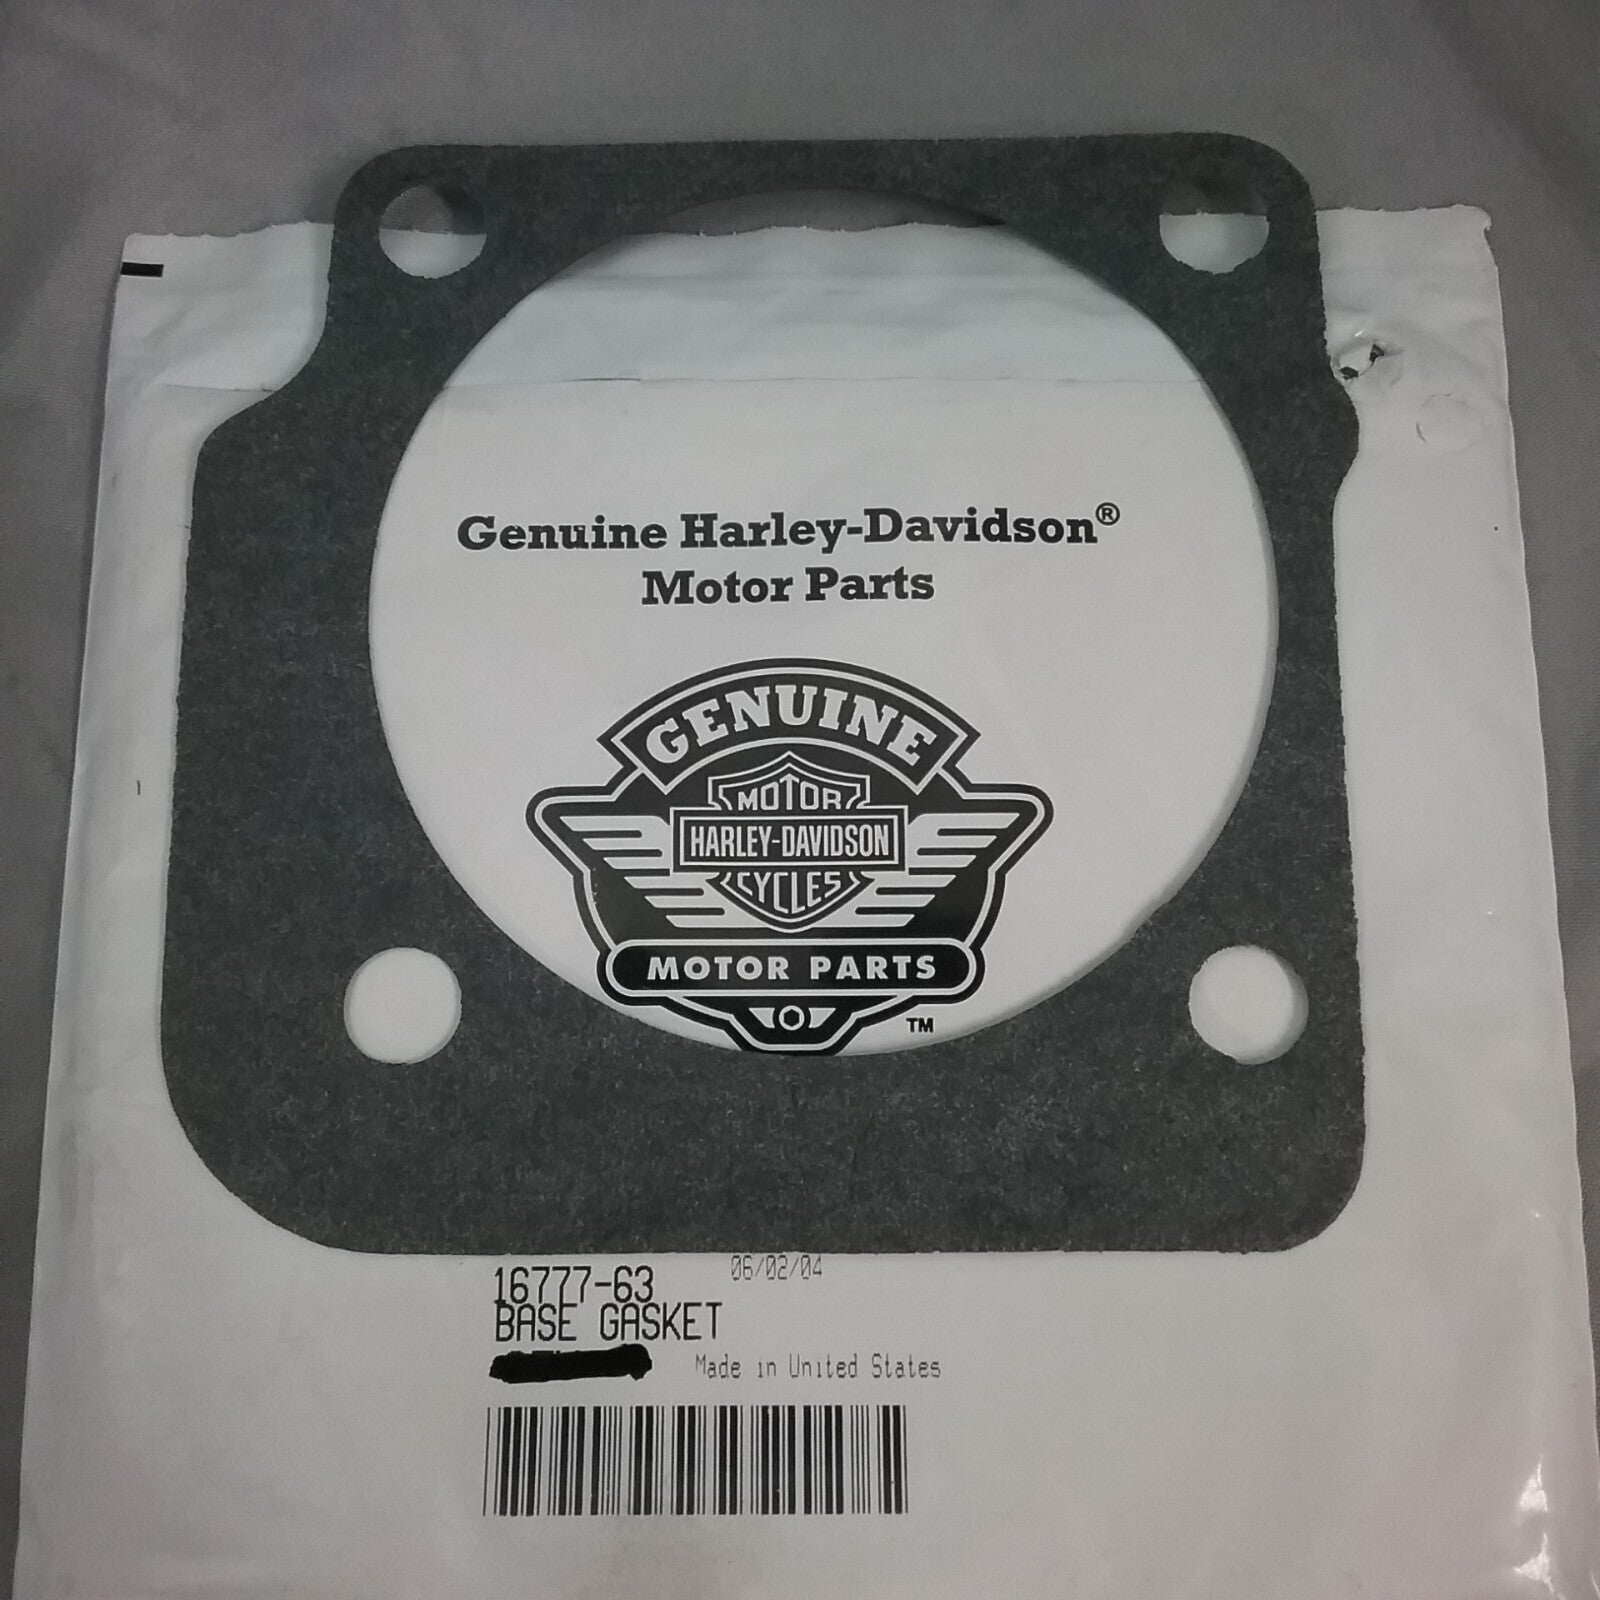 Genuine Harley-Davidson®
Motor Parts
GENUINE
MOTOR
HARLEY-DAVIDSON
CYCLES
MOTOR PARTS
TM
06/02/04
16777-63
BASE GASKET
Made in United States